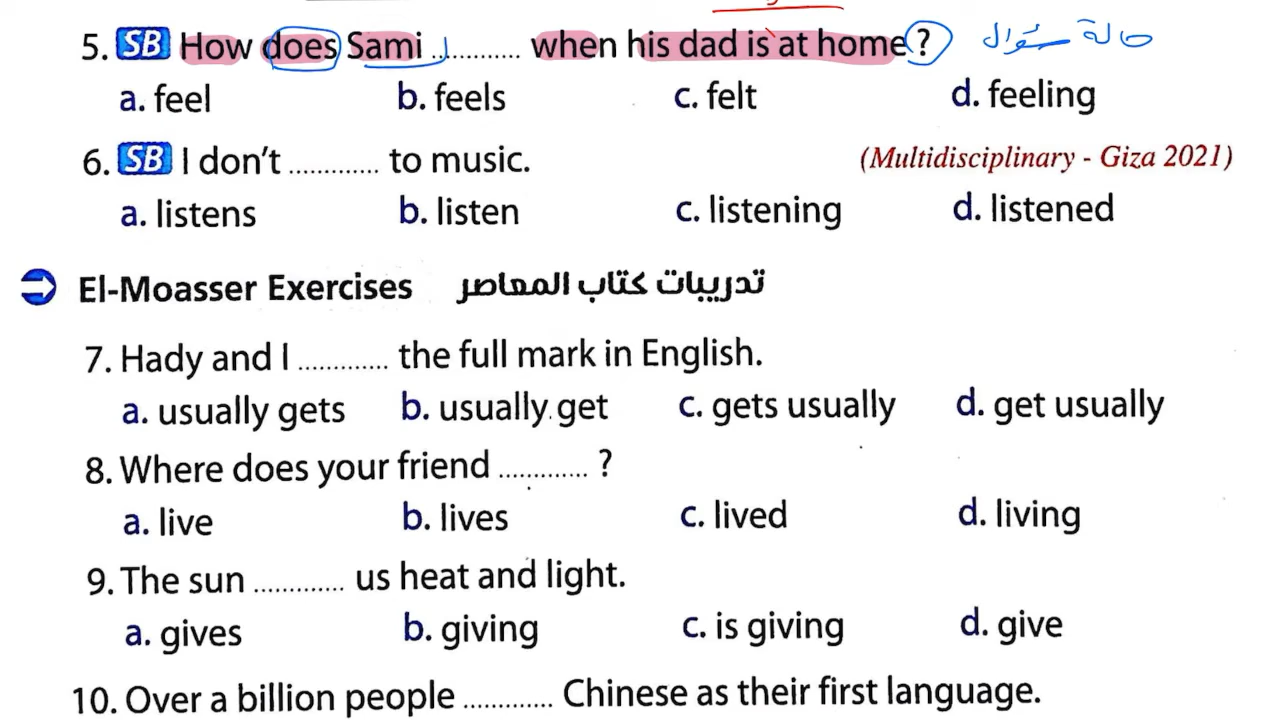 5. SB How does Sami ............ when his dad is at home ? حالة سؤال
a. feel b. feels c. felt d. feeling
6. SB I don't ............ to music. (Multidisciplinary - Giza 2021)
a. listens b. listen c. listening d. listened
El-Moasser Exercises تدريبات كتاب المعاصر
7. Hady and I ............ the full mark in English.
a. usually gets b. usually get c. gets usually d. get usually
8. Where does your friend ............ ?
a. live b. lives c. lived d. living
9. The sun ............ us heat and light.
a. gives b. giving c. is giving d. give
10. Over a billion people ............ Chinese as their first language.